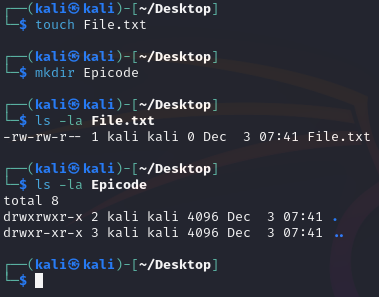 ┌──(kali㉿kali)-[~/Desktop]
└─$ touch File.txt
┌──(kali㉿kali)-[~/Desktop]
└─$ mkdir Epicode
┌──(kali㉿kali)-[~/Desktop]
└─$ ls -la File.txt
-rw-rw-r-- 1 kali kali 0 Dec  3 07:41 File.txt
┌──(kali㉿kali)-[~/Desktop]
└─$ ls -la Epicode
total 8
drwxrwxr-x 2 kali kali 4096 Dec  3 07:41 .
drwxr-xr-x 3 kali kali 4096 Dec  3 07:41 ..
┌──(kali㉿kali)-[~/Desktop]
└─$